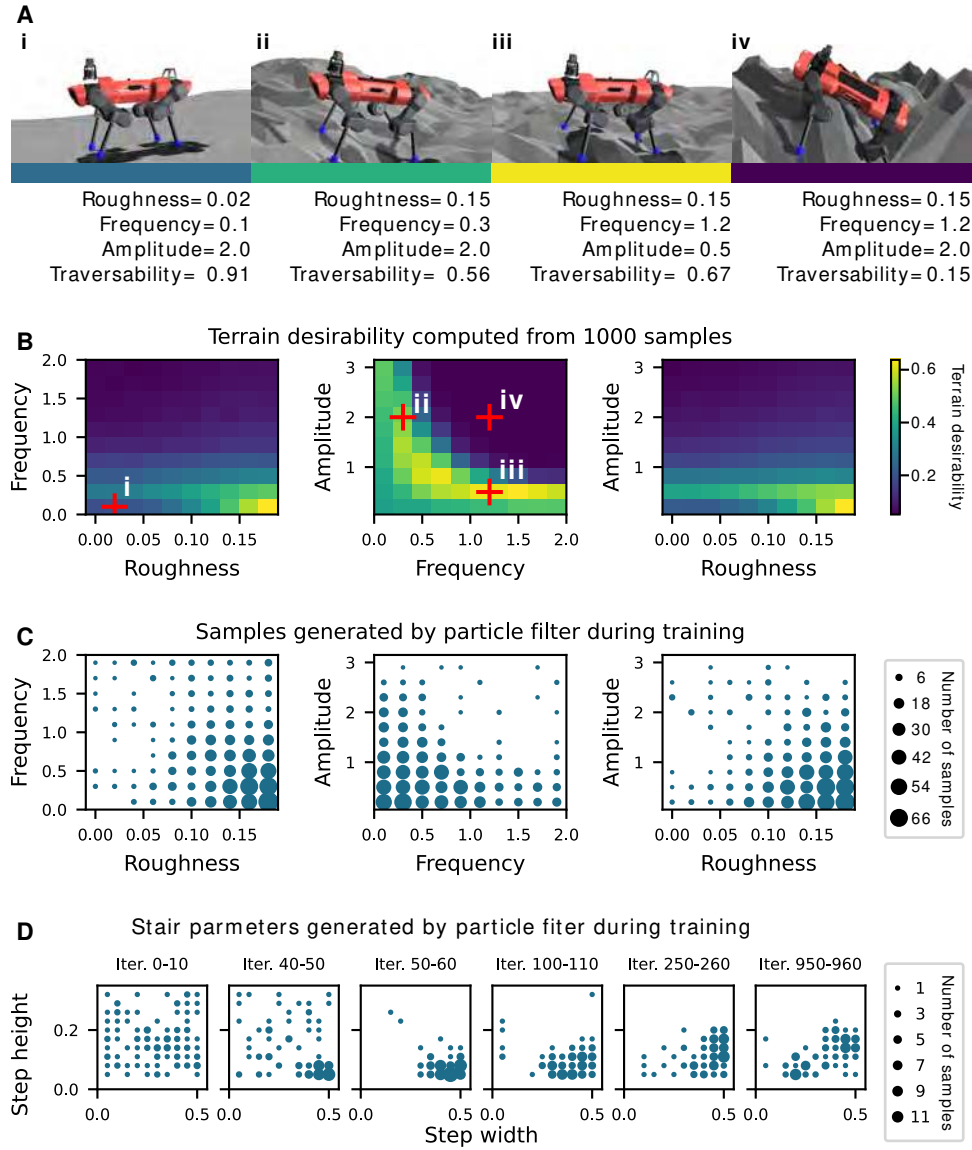 A
i ii iii iv
Roughness= 0.02
Frequency= 0.1
Amplitude= 2.0
Traversability= 0.91
Roughtness= 0.15
Frequency= 0.3
Amplitude= 2.0
Traversability= 0.56
Roughness= 0.15
Frequency= 1.2
Amplitude= 0.5
Traversability= 0.67
Roughness= 0.15
Frequency= 1.2
Amplitude= 2.0
Traversability= 0.15
B
Terrain desirability computed from 1000 samples
Frequency
2.0
1.5
1.0
0.5
0.0
i
0.00 0.05 0.10 0.15
Roughness
Amplitude
3
2
1
ii iv
iii
0.0 0.5 1.0 1.5 2.0
Frequency
Amplitude
3
2
1
0.00 0.05 0.10 0.15
Roughness
0.6
0.4
0.2
Terrain desirability
C
Samples generated by particle filter during training
Frequency
2.0
1.5
1.0
0.5
0.0
0.00 0.05 0.10 0.15
Roughness
Amplitude
3
2
1
0.0 0.5 1.0 1.5 2.0
Frequency
Amplitude
3
2
1
0.00 0.05 0.10 0.15
Roughness
6
18
30
42
54
66
Number of samples
D
Stair parmeters generated by particle fiter during training
Iter. 0-10 Iter. 40-50 Iter. 50-60 Iter. 100-110 Iter. 250-260 Iter. 950-960
Step height
0.2
0.0
0.0 0.5 0.0 0.5 0.0 0.5 0.0 0.5 0.0 0.5 0.0 0.5
Step width
1
3
5
7
9
11
Number of samples